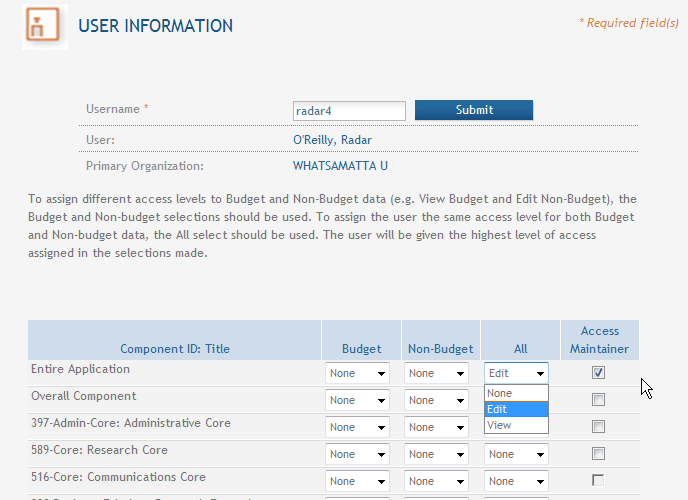 USER INFORMATION
* Required field(s)
Username * radar4 Submit
User: O'Reilly, Radar
Primary Organization: WHATSAMATTA U
To assign different access levels to Budget and Non-Budget data (e.g. View Budget and Edit Non-Budget), the
Budget and Non-budget selections should be used. To assign the user the same access level for both Budget
and Non-budget data, the All select should be used. The user will be given the highest level of access
assigned in the selections made.
Component ID: Title Budget Non-Budget All Access Maintainer
Entire Application None None Edit
None
Edit
View
Overall Component None None
397-Admin-Core: Administrative Core None None
589-Core: Research Core None None None
516-Core: Communications Core None None None